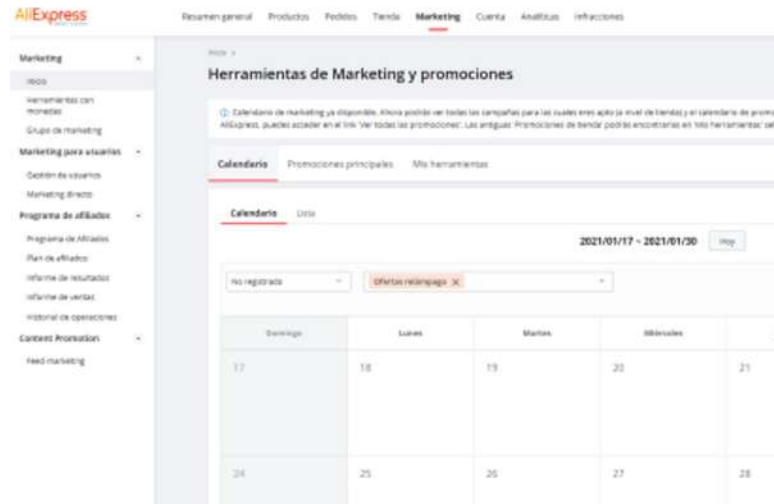 AliExpress
Resumen general Productos Pedidos Tienda Marketing Cuenta Analíticas Infracciones
Marketing
Inicio
Herramientas con
monedas
Grupo de marketing
Marketing para usuarios
Gestión de usuarios
Marketing directo
Programa de afiliados
Programa de Afiliados
Plan de afiliados
Informe de resultados
Informe de ventas
Historial de operaciones
Content Promotion
Feed marketing
Inicio >
Herramientas de Marketing y promociones
Calendario de marketing ya disponible. Ahora podrás ver todas las campañas para las cuales eres apto (a nivel de tienda) y el calendario de promo
AliExpress, puedes acceder en el link 'Ver todas las promociones'. Las antiguas 'Promociones de tienda' podrás encontrarlas en 'Mis herramientas' se
Calendario Promociones principales Mis herramientas
Calendario Lista
2021/01/17 ~ 2021/01/30 Hoy
No registrada Ofertas relámpago ×
Domingo Lunes Martes Miércoles
17 18 19 20 21
24 25 26 27 28